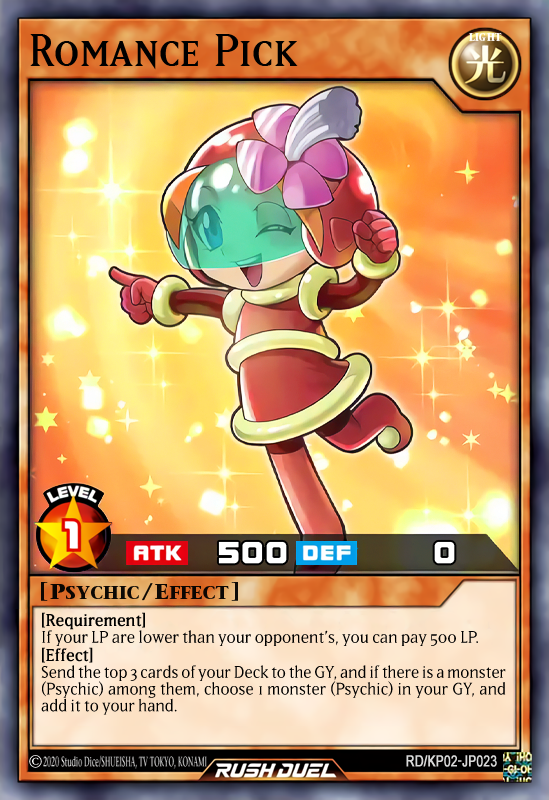 Romance Pick
LIGHT
光
LEVEL
1
ATK 500 DEF 0
[Psychic/Effect]
[Requirement]
If your LP are lower than your opponent's, you can pay 500 LP.
[Effect]
Send the top 3 cards of your Deck to the GY, and if there is a monster
(Psychic) among them, choose 1 monster (Psychic) in your GY, and
add it to your hand.
©2020 Studio Dice/SHUEISHA, TV TOKYO, KONAMI
RUSH DUEL
RD/KP02-JP023